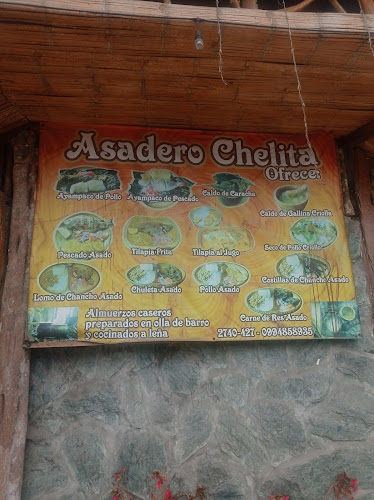 Asadero Chelita
Ofrece:
Ayampaco de Pollo
Ayampaco de Pescado
Caldo de Caracha
Caldo de Gallina Criolla
Pescado Asado
Tilapia Frita
Tilapia al Jugo
Seco de Pollo Criollo
Lomo de Chancho Asado
Chuleta Asado
Pollo Asado
Costillas de Chancho Asado
Carne de Res Asado
Almuerzos caseros
preparados en olla de barro
y cocinados a leña
2740-427 - 0994858935